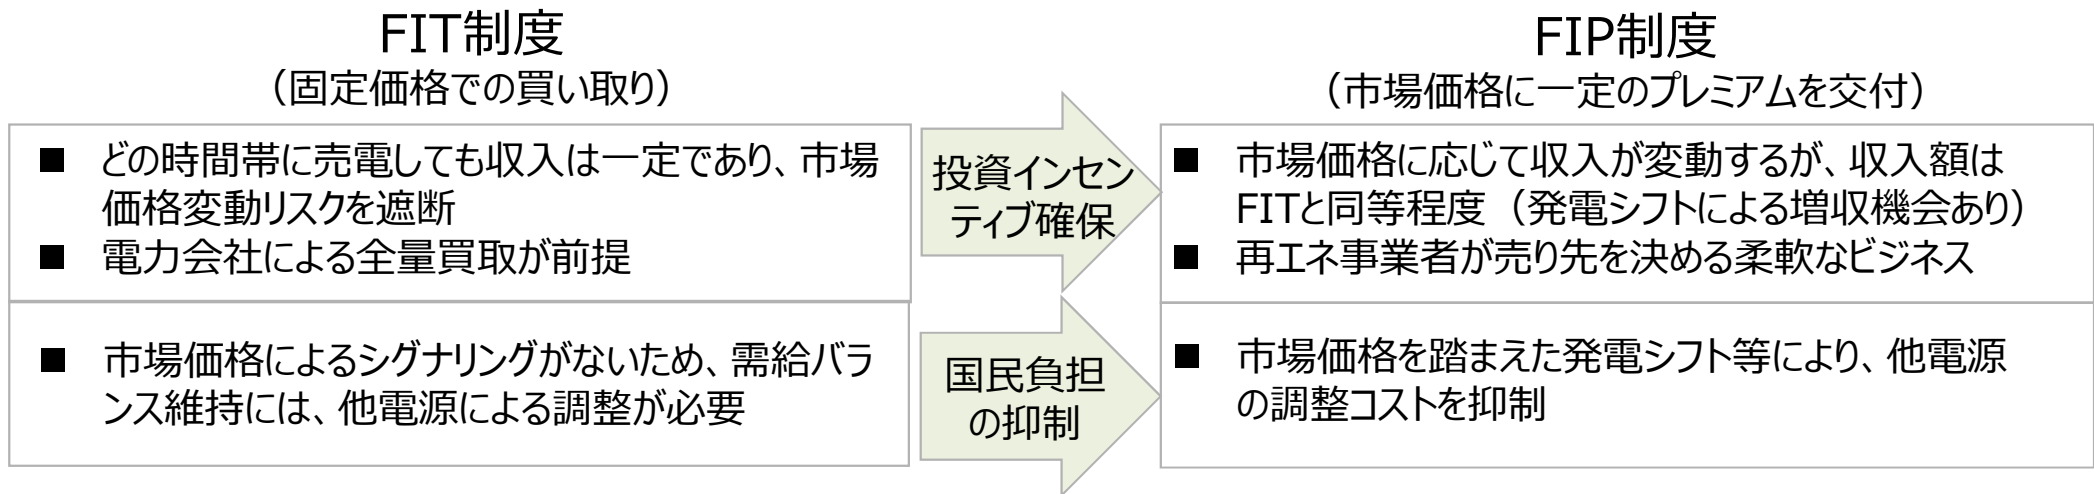 FIT制度
（固定価格での買い取り）
■ どの時間帯に売電しても収入は一定であり、市場
価格変動リスクを遮断
■ 電力会社による全量買取が前提
■ 市場価格によるシグナリングがないため、需給バラ
ンス維持には、他電源による調整が必要
投資インセン
ティブ確保
国民負担
の抑制
FIP制度
（市場価格に一定のプレミアムを交付）
■ 市場価格に応じて収入が変動するが、収入額は
FITと同等程度（発電シフトによる増収機会あり）
■ 再エネ事業者が売り先を決める柔軟なビジネス
■ 市場価格を踏まえた発電シフト等により、他電源
の調整コストを抑制